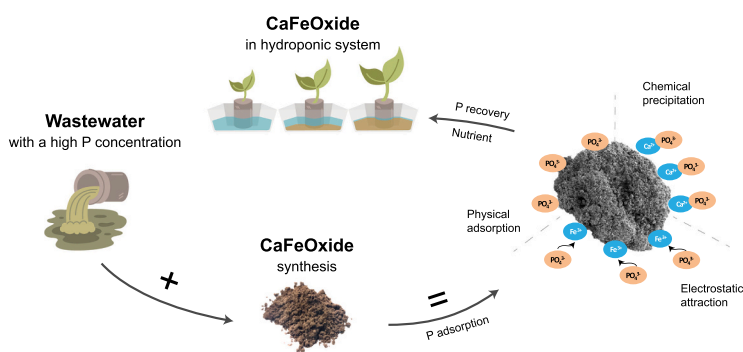 CaFeOxide
in hydroponic system
Wastewater
with a high P concentration
P recovery
Nutrient
Chemical
precipitation
PO₄³⁻
Ca²⁺ PO₄³⁻
PO₄³⁻
Ca²⁺ PO₄³⁻
PO₄³⁻
Ca²⁺ PO₄³⁻
Physical
adsorption
Fe³⁺
Fe³⁺
Fe³⁺
PO₄³⁻
PO₄³⁻
PO₄³⁻
Electrostatic
attraction
CaFeOxide
synthesis
+
=
P adsorption